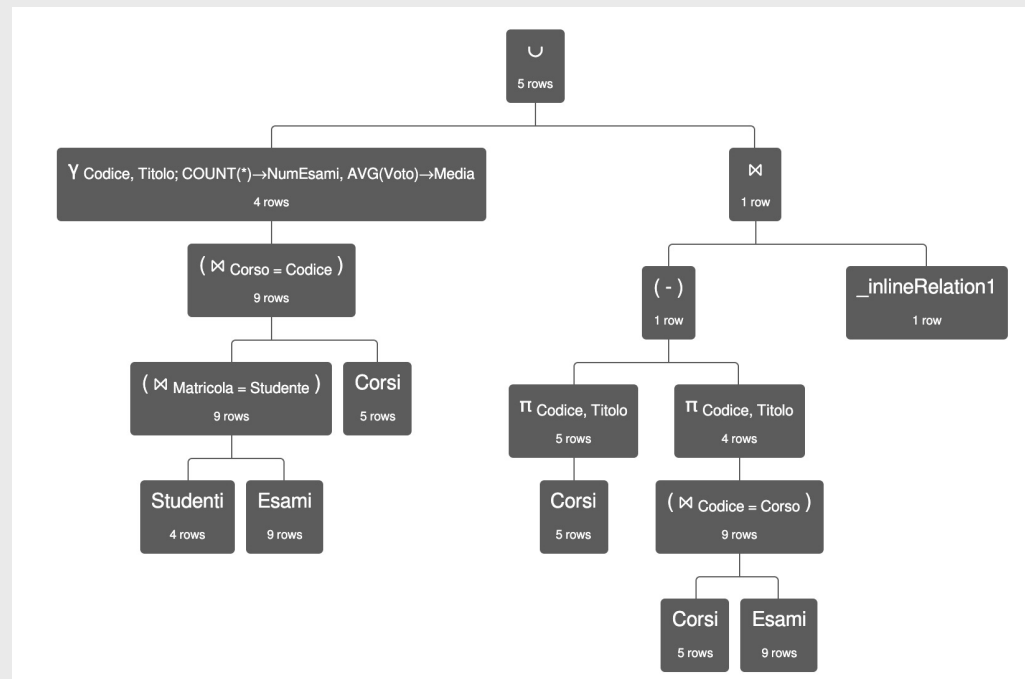 ∪
5 rows
γ Codice, Titolo; COUNT(*)→NumEsami, AVG(Voto)→Media
4 rows
⋈
1 row
( ⋈ Corso = Codice )
9 rows
( - )
1 row
_inlineRelation1
1 row
( ⋈ Matricola = Studente )
9 rows
Corsi
5 rows
π Codice, Titolo
5 rows
π Codice, Titolo
4 rows
Studenti
4 rows
Esami
9 rows
Corsi
5 rows
( ⋈ Codice = Corso )
9 rows
Corsi
5 rows
Esami
9 rows